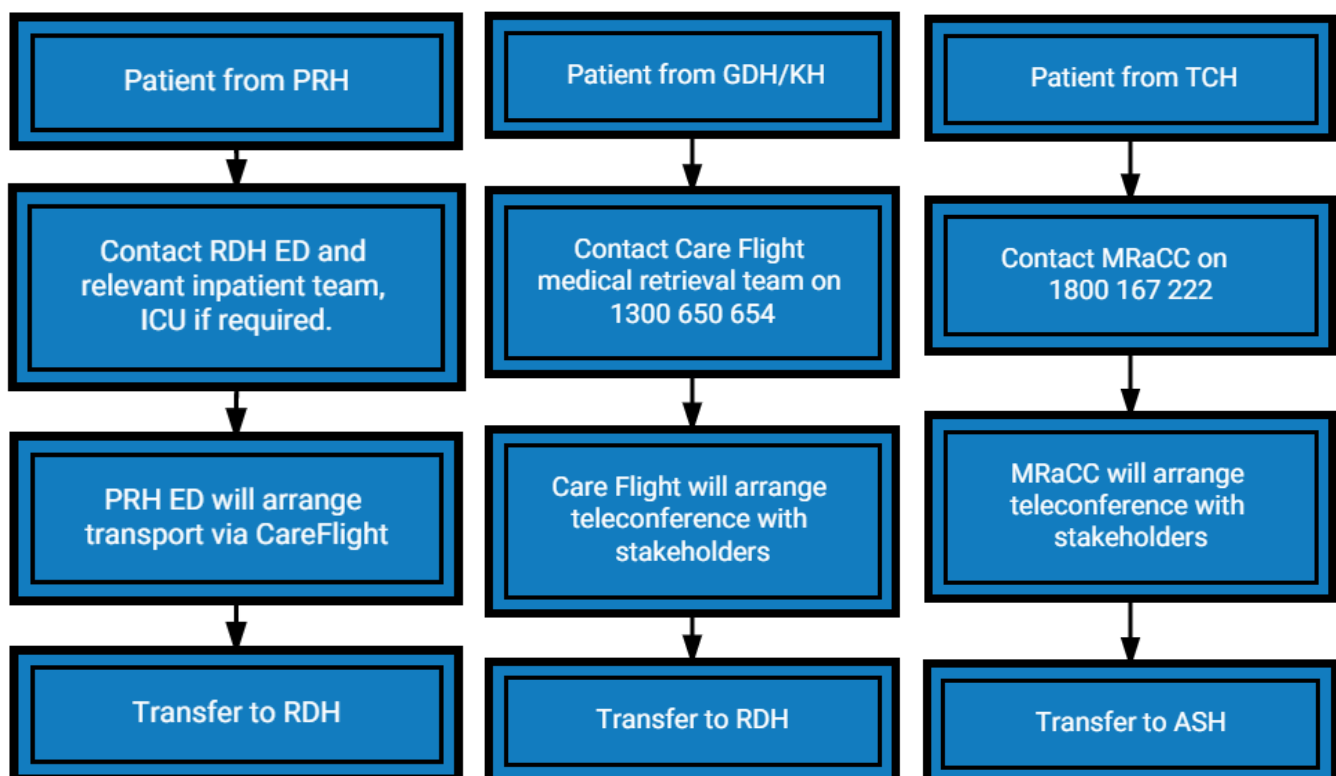 Patient from PRH
Contact RDH ED and
relevant inpatient team,
ICU if required.
PRH ED will arrange
transport via CareFlight
Transfer to RDH
Patient from GDH/KH
Contact Care Flight
medical retrieval team on
1300 650 654
Care Flight will arrange
teleconference with
stakeholders
Transfer to RDH
Patient from TCH
Contact MRaCC on
1800 167 222
MRaCC will arrange
teleconference with
stakeholders
Transfer to ASH